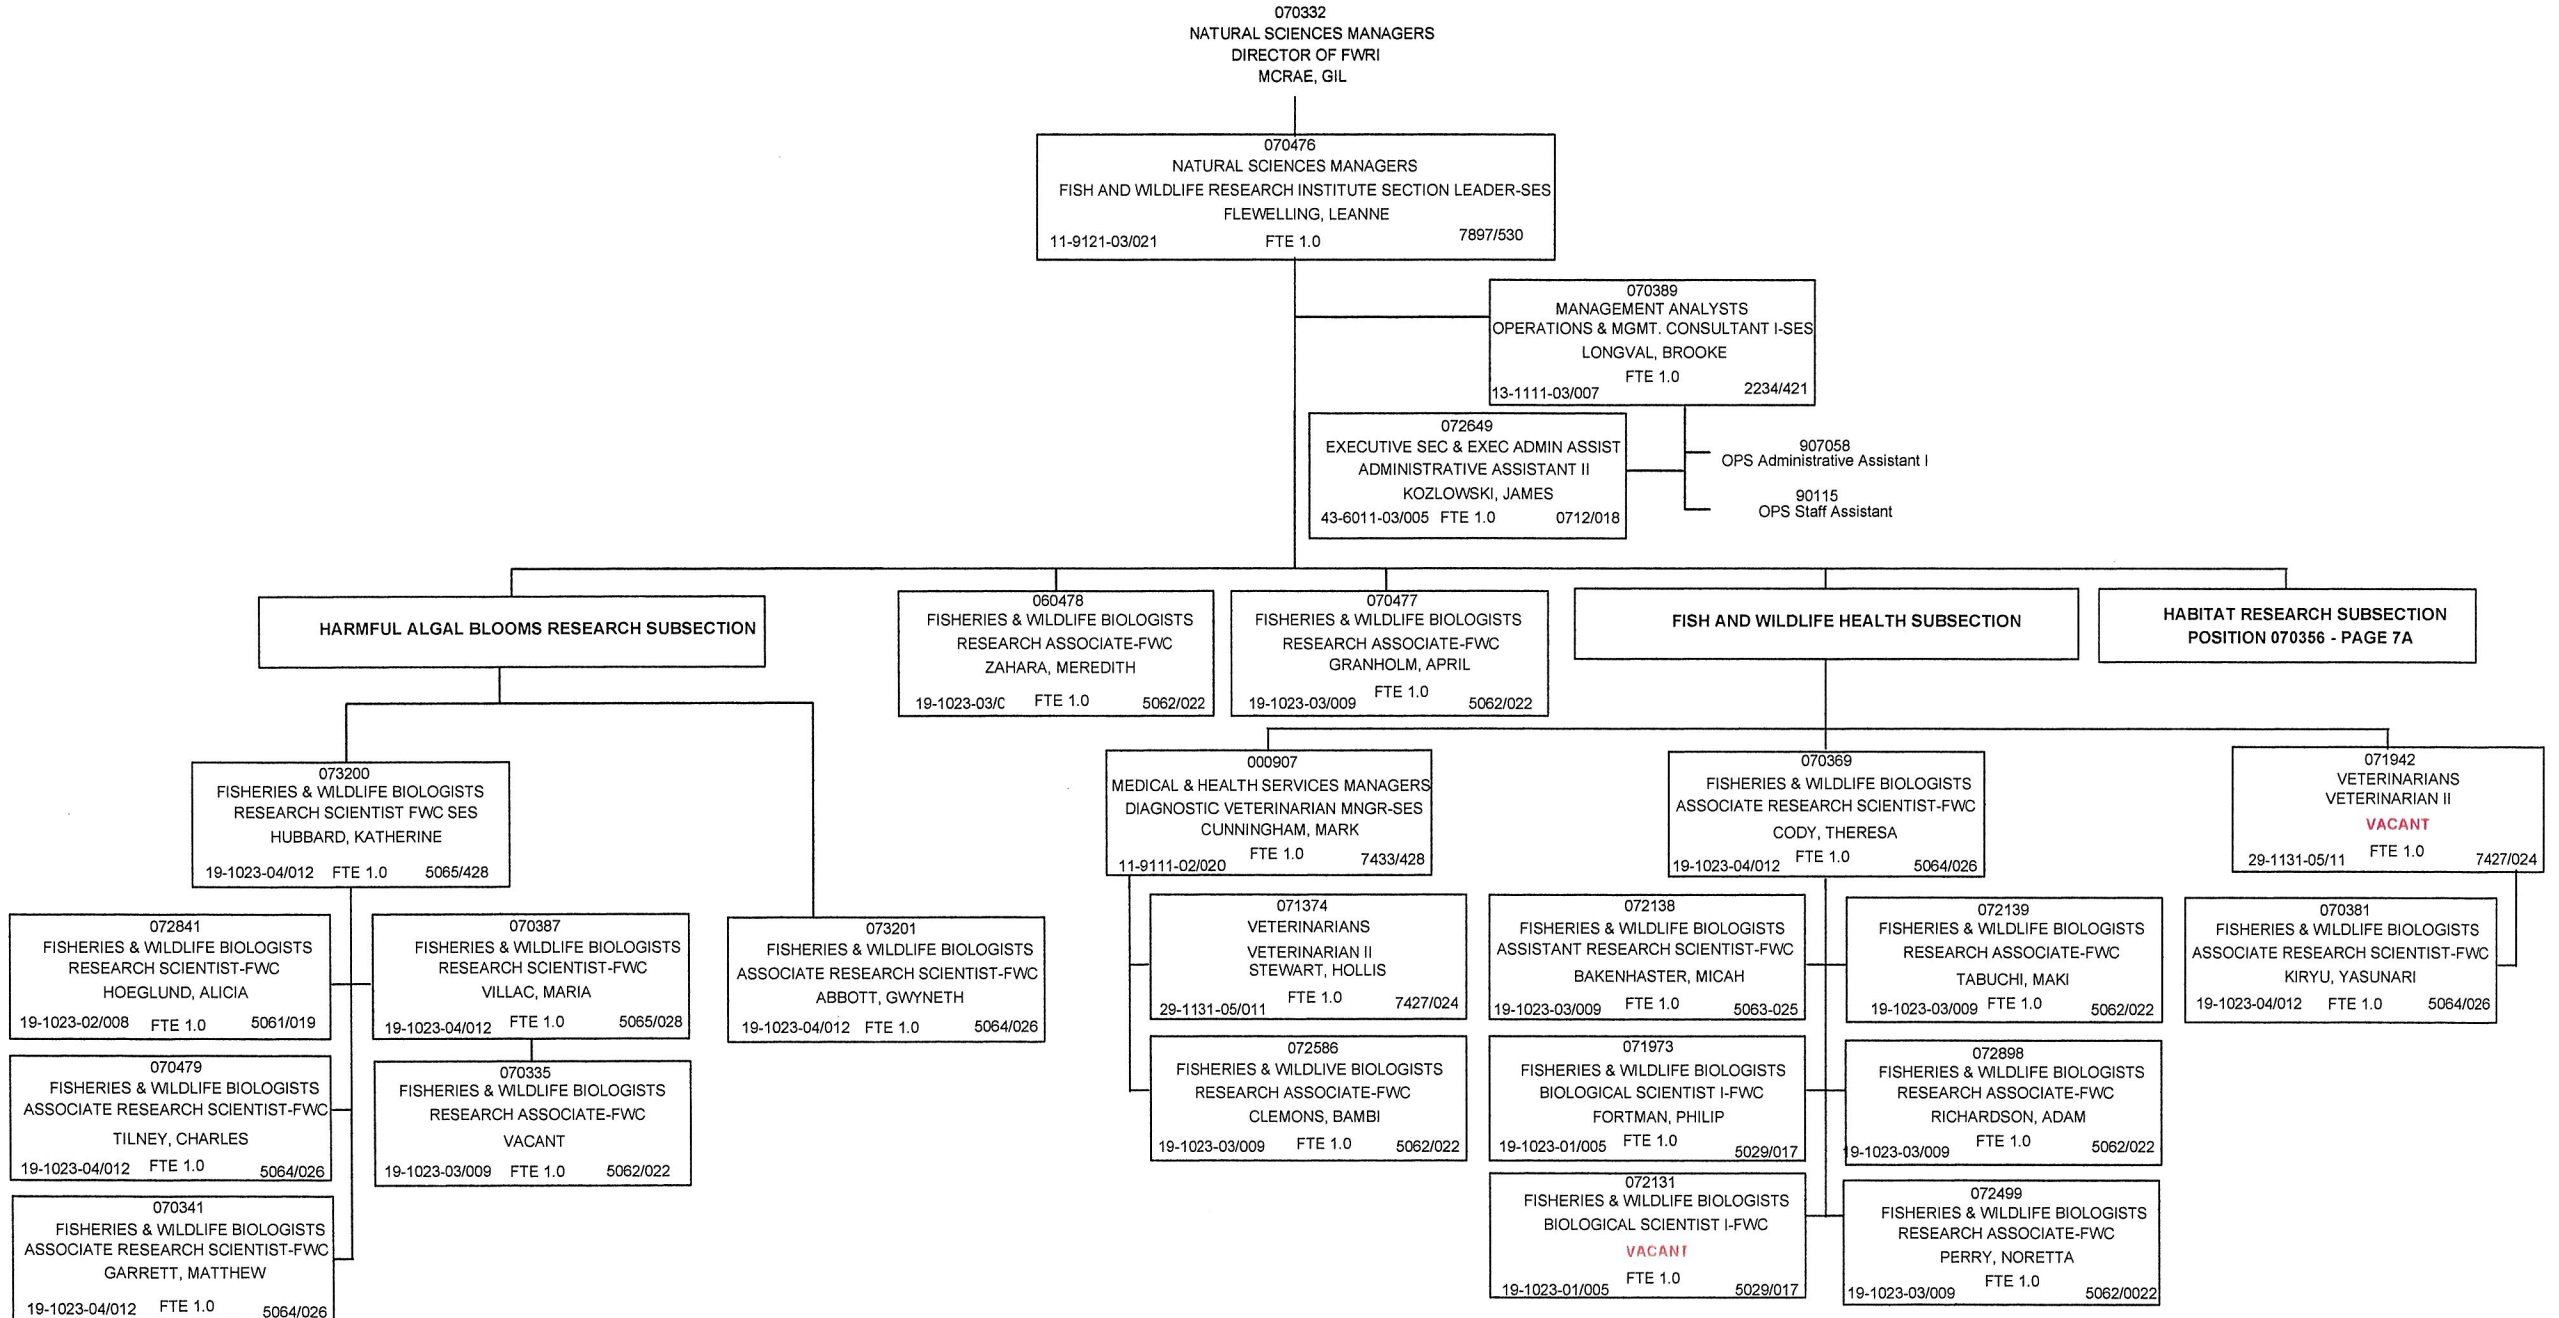 070332
NATURAL SCIENCES MANAGERS
DIRECTOR OF FWRI
MCRAE, GIL
070476
NATURAL SCIENCES MANAGERS
FISH AND WILDLIFE RESEARCH INSTITUTE SECTION LEADER-SES
FLEWELLING, LEANNE
11-9121-03/021 FTE 1.0 7897/530
070389
MANAGEMENT ANALYSTS
OPERATIONS & MGMT. CONSULTANT I-SES
LONGVAL, BROOKE
FTE 1.0
13-1111-03/007 2234/421
072649
EXECUTIVE SEC & EXEC ADMIN ASSIST
ADMINISTRATIVE ASSISTANT II
KOZLOWSKI, JAMES
43-6011-03/005 FTE 1.0 0712/018
907058
OPS Administrative Assistant I
90115
OPS Staff Assistant
HARMFUL ALGAL BLOOMS RESEARCH SUBSECTION
060478
FISHERIES & WILDLIFE BIOLOGISTS
RESEARCH ASSOCIATE-FWC
ZAHARA, MEREDITH
19-1023-03/C FTE 1.0 5062/022
070477
FISHERIES & WILDLIFE BIOLOGISTS
RESEARCH ASSOCIATE-FWC
GRANHOLM, APRIL
FTE 1.0
19-1023-03/009 5062/022
FISH AND WILDLIFE HEALTH SUBSECTION
HABITAT RESEARCH SUBSECTION
POSITION 070356 - PAGE 7A
073200
FISHERIES & WILDLIFE BIOLOGISTS
RESEARCH SCIENTIST FWC SES
HUBBARD, KATHERINE
19-1023-04/012 FTE 1.0 5065/428
000907
MEDICAL & HEALTH SERVICES MANAGERS
DIAGNOSTIC VETERINARIAN MNGR-SES
CUNNINGHAM, MARK
FTE 1.0
11-9111-02/020 7433/428
070369
FISHERIES & WILDLIFE BIOLOGISTS
ASSOCIATE RESEARCH SCIENTIST-FWC
CODY, THERESA
FTE 1.0
19-1023-04/012 5064/026
071942
VETERINARIANS
VETERINARIAN II
VACANT
FTE 1.0
29-1131-05/11 7427/024
072841
FISHERIES & WILDLIFE BIOLOGISTS
RESEARCH SCIENTIST-FWC
HOEGLUND, ALICIA
19-1023-02/008 FTE 1.0 5061/019
070387
FISHERIES & WILDLIFE BIOLOGISTS
RESEARCH SCIENTIST-FWC
VILLAC, MARIA
19-1023-04/012 FTE 1.0 5065/028
073201
FISHERIES & WILDLIFE BIOLOGISTS
ASSOCIATE RESEARCH SCIENTIST-FWC
ABBOTT, GWYNETH
19-1023-04/012 FTE 1.0 5064/026
071374
VETERINARIANS
VETERINARIAN II
STEWART, HOLLIS
FTE 1.0
29-1131-05/011 7427/024
072138
FISHERIES & WILDLIFE BIOLOGISTS
ASSISTANT RESEARCH SCIENTIST-FWC
BAKENHASTER, MICAH
19-1023-03/009 FTE 1.0 5063-025
072139
FISHERIES & WILDLIFE BIOLOGISTS
RESEARCH ASSOCIATE-FWC
TABUCHI, MAKI
19-1023-03/009 FTE 1.0 5062/022
070381
FISHERIES & WILDLIFE BIOLOGISTS
ASSOCIATE RESEARCH SCIENTIST-FWC
KIRYU, YASUNARI
19-1023-04/012 FTE 1.0 5064/026
070479
FISHERIES & WILDLIFE BIOLOGISTS
ASSOCIATE RESEARCH SCIENTIST-FWC
TILNEY, CHARLES
19-1023-04/012 FTE 1.0 5064/026
070335
FISHERIES & WILDLIFE BIOLOGISTS
RESEARCH ASSOCIATE-FWC
VACANT
19-1023-03/009 FTE 1.0 5062/022
072586
FISHERIES & WILDLIVE BIOLOGISTS
RESEARCH ASSOCIATE-FWC
CLEMONS, BAMBI
19-1023-03/009 FTE 1.0 5062/022
071973
FISHERIES & WILDLIFE BIOLOGISTS
BIOLOGICAL SCIENTIST I-FWC
FORTMAN, PHILIP
19-1023-01/005 FTE 1.0 5029/017
072898
FISHERIES & WILDLIFE BIOLOGISTS
RESEARCH ASSOCIATE-FWC
RICHARDSON, ADAM
FTE 1.0
19-1023-03/009 5062/022
070341
FISHERIES & WILDLIFE BIOLOGISTS
ASSOCIATE RESEARCH SCIENTIST-FWC
GARRETT, MATTHEW
19-1023-04/012 FTE 1.0 5064/026
072131
FISHERIES & WILDLIFE BIOLOGISTS
BIOLOGICAL SCIENTIST I-FWC
VACANT
FTE 1.0
19-1023-01/005 5029/017
072499
FISHERIES & WILDLIFE BIOLOGISTS
RESEARCH ASSOCIATE-FWC
PERRY, NORETTA
FTE 1.0
19-1023-03/009 5062/0022